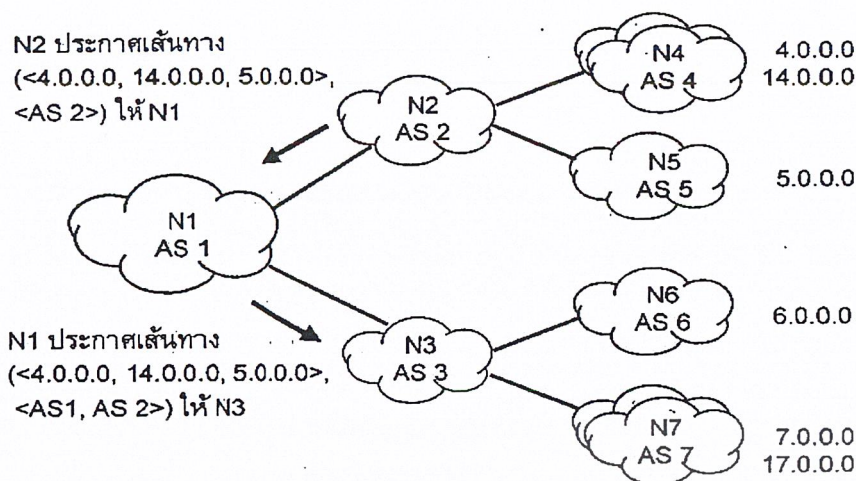 N2 ประกาศเส้นทาง
(<4.0.0.0, 14.0.0.0, 5.0.0.0>,
<AS 2>) ให้ N1
N2
AS 2
N4
AS 4
4.0.0.0
14.0.0.0
N5
AS 5
5.0.0.0
N1
AS 1
N1 ประกาศเส้นทาง
(<4.0.0.0, 14.0.0.0, 5.0.0.0>,
<AS1, AS 2>) ให้ N3
N3
AS 3
N6
AS 6
6.0.0.0
N7
AS 7
7.0.0.0
17.0.0.0